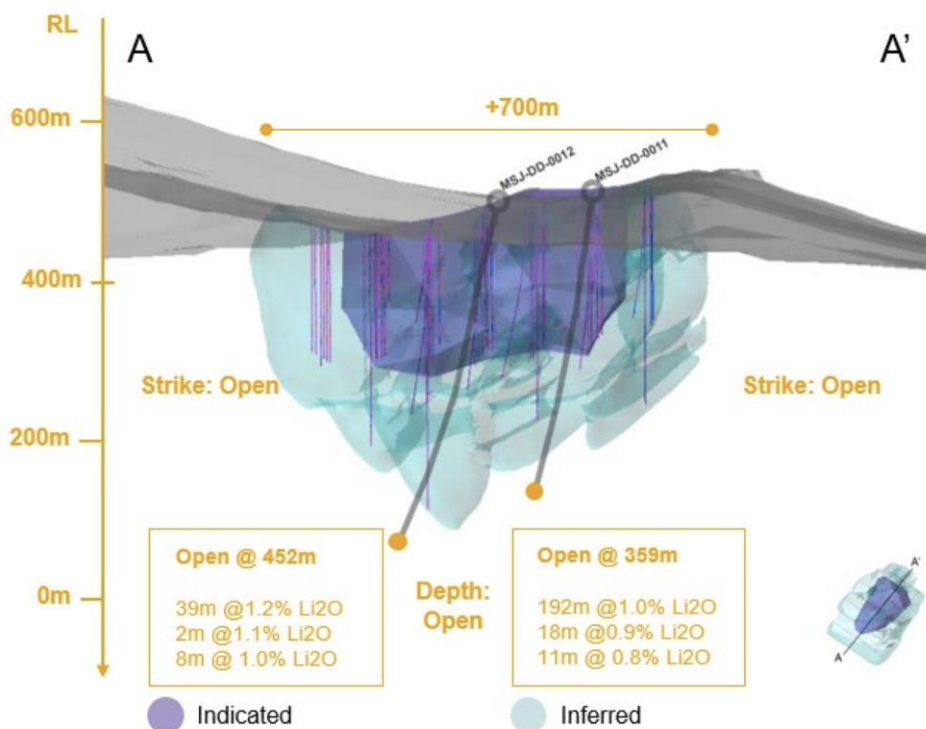 RL
A
A'
600m
+700m
MSJ-DD-0012
MSJ-DD-0011
400m
Strike: Open
Strike: Open
200m
Open @ 452m
39m @1.2% Li2O
2m @1.1% Li2O
8m @ 1.0% Li2O
Depth:
Open
Open @ 359m
192m @1.0% Li2O
18m @0.9% Li2O
11m @ 0.8% Li2O
0m
A'
A
Indicated
Inferred